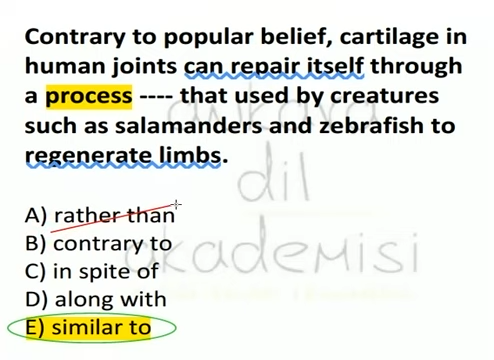 Contrary to popular belief, cartilage in
human joints can repair itself through
a process ---- that used by creatures
such as salamanders and zebrafish to
regenerate limbs.
A) rather than
B) contrary to
C) in spite of
D) along with
E) similar to
ankara
dil
akademisi